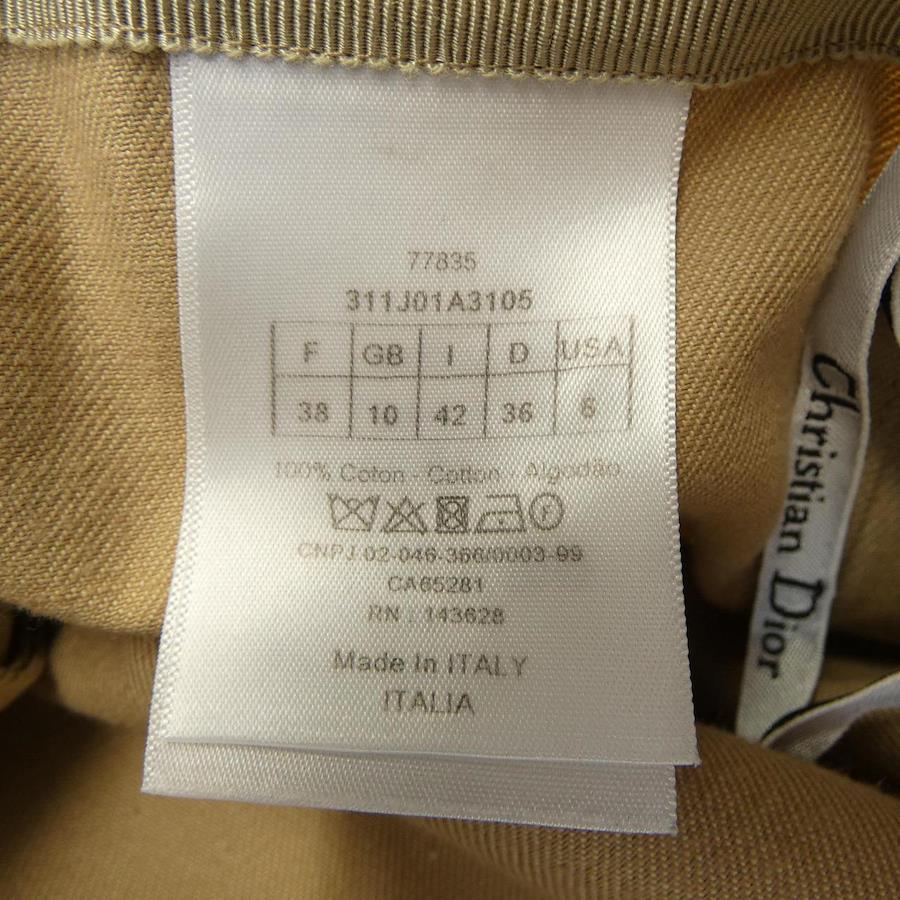 77835
311J01A3105
F GB I D USA
38 10 42 36 6
100% Coton - Cotton - Algodão
F
CNPJ 02-046-366/0003-99
CA65281
RN : 143628
Made In ITALY
ITALIA
Christian Dior